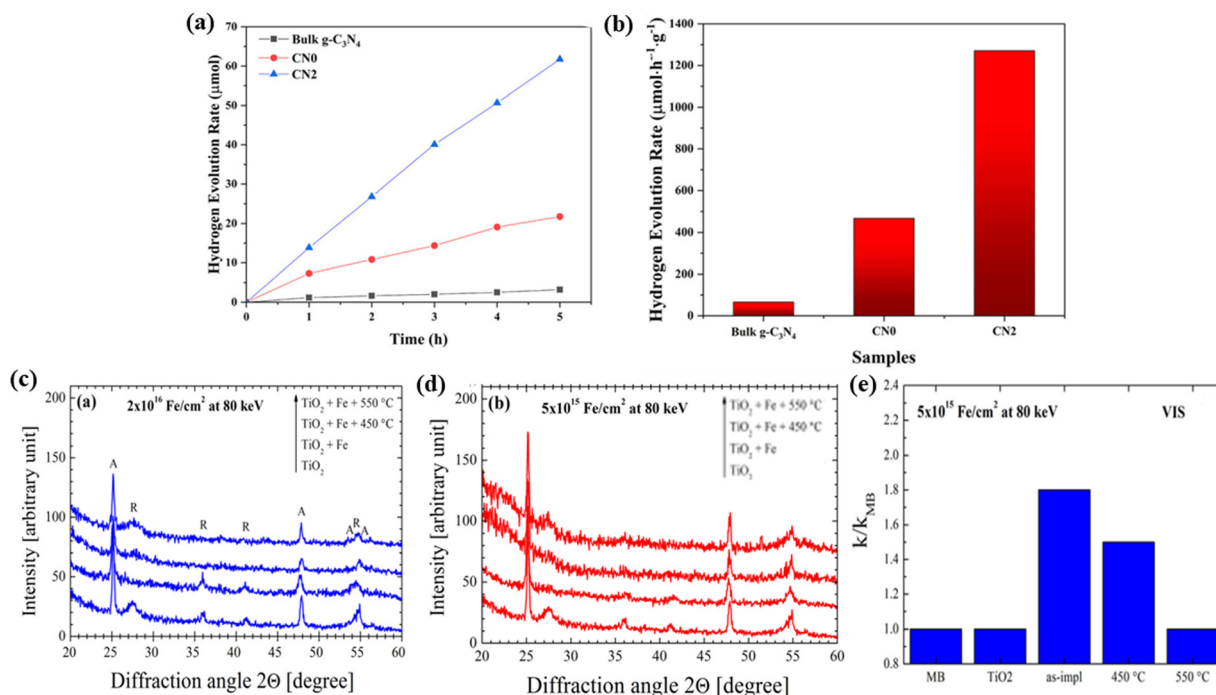 (a)
70
60
50
40
30
20
10
0
Hydrogen Evolution Rate (μmol)
Bulk g-C₃N₄
CN0
CN2
0 1 2 3 4 5
Time (h)
(b)
1400
1200
1000
800
600
400
200
0
Hydrogen Evolution Rate (μmol·h⁻¹·g⁻¹)
Bulk g-C₃N₄ CN0 CN2
Samples
(c)
(a) 2x10¹⁶ Fe/cm² at 80 keV
TiO₂ + Fe + 550 °C
TiO₂ + Fe + 450 °C
TiO₂ + Fe
TiO₂
200
150
100
50
0
Intensity [arbitrary unit]
A R R R A A R A
20 25 30 35 40 45 50 55 60
Diffraction angle 2Θ [degree]
(d)
(b) 5x10¹⁵ Fe/cm² at 80 keV
TiO₂ + Fe + 550 °C
TiO₂ + Fe + 450 °C
TiO₂ + Fe
TiO₂
200
150
100
50
0
Intensity [arbitrary unit]
20 25 30 35 40 45 50 55 60
Diffraction angle 2Θ [degree]
(e)
5x10¹⁵ Fe/cm² at 80 keV VIS
2.4
2.2
2.0
1.8
1.6
1.4
1.2
1.0
0.8
k/k_MB
MB TiO2 as-impl 450 °C 550 °C